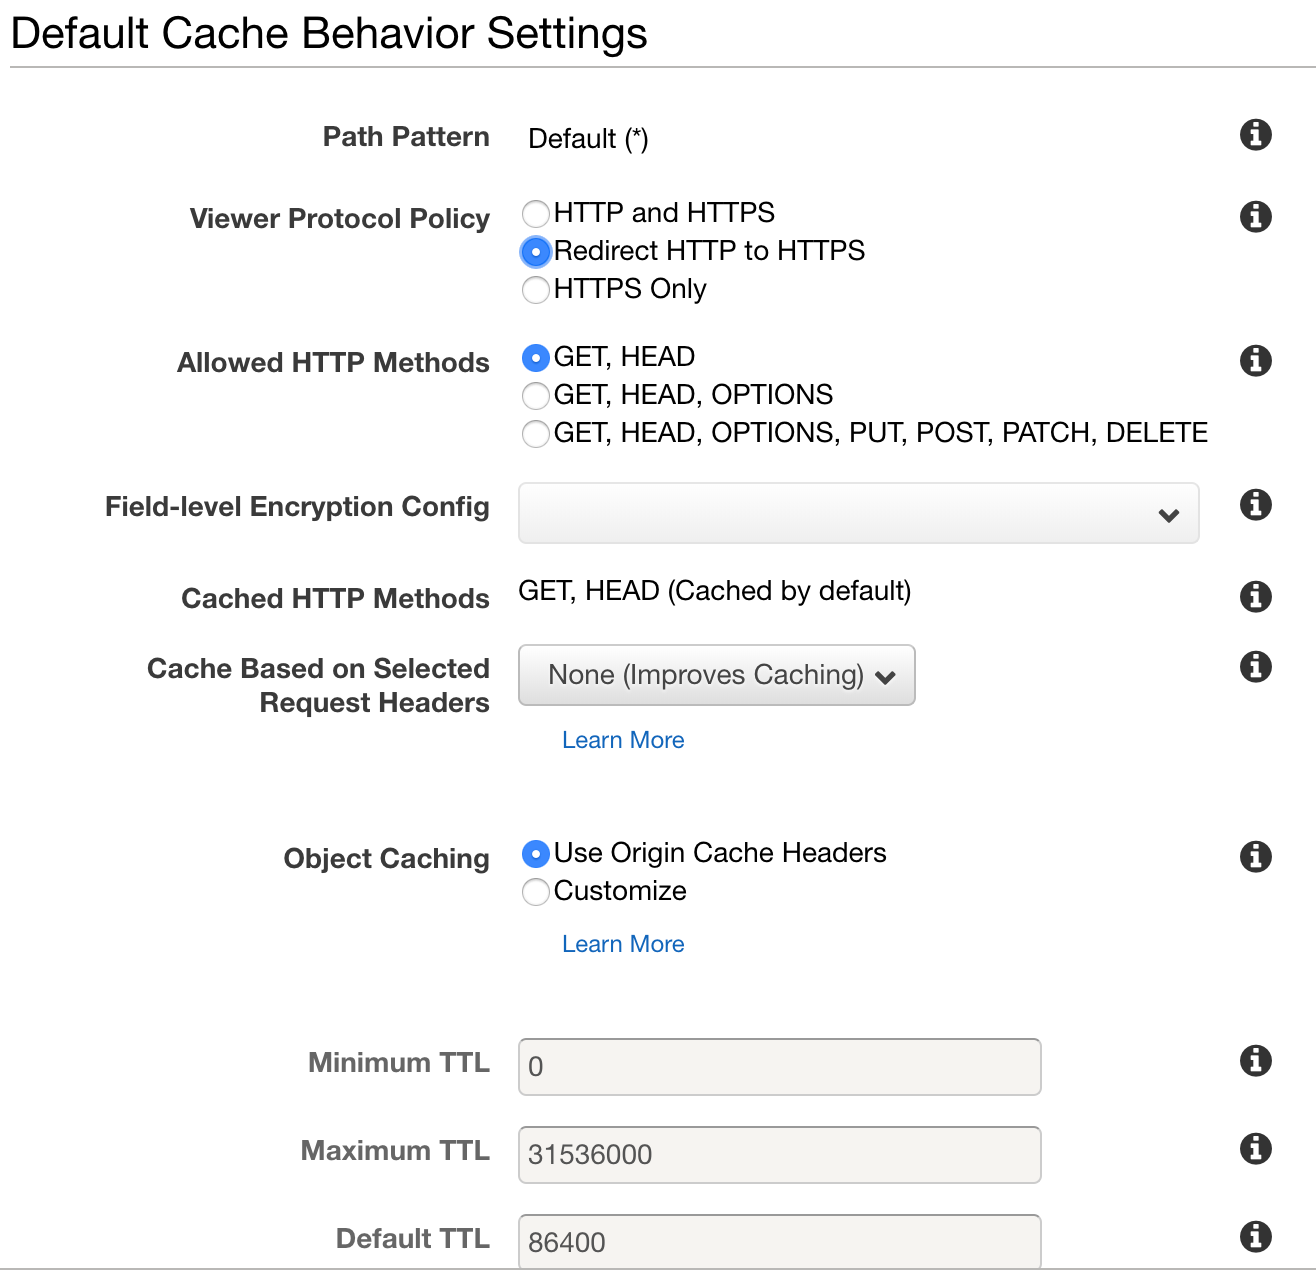 Default Cache Behavior Settings
Path Pattern Default (*)
Viewer Protocol Policy HTTP and HTTPS
Redirect HTTP to HTTPS
HTTPS Only
Allowed HTTP Methods GET, HEAD
GET, HEAD, OPTIONS
GET, HEAD, OPTIONS, PUT, POST, PATCH, DELETE
Field-level Encryption Config
Cached HTTP Methods GET, HEAD (Cached by default)
Cache Based on Selected
Request Headers
None (Improves Caching)
Learn More
Object Caching Use Origin Cache Headers
Customize
Learn More
Minimum TTL 0
Maximum TTL 31536000
Default TTL 86400